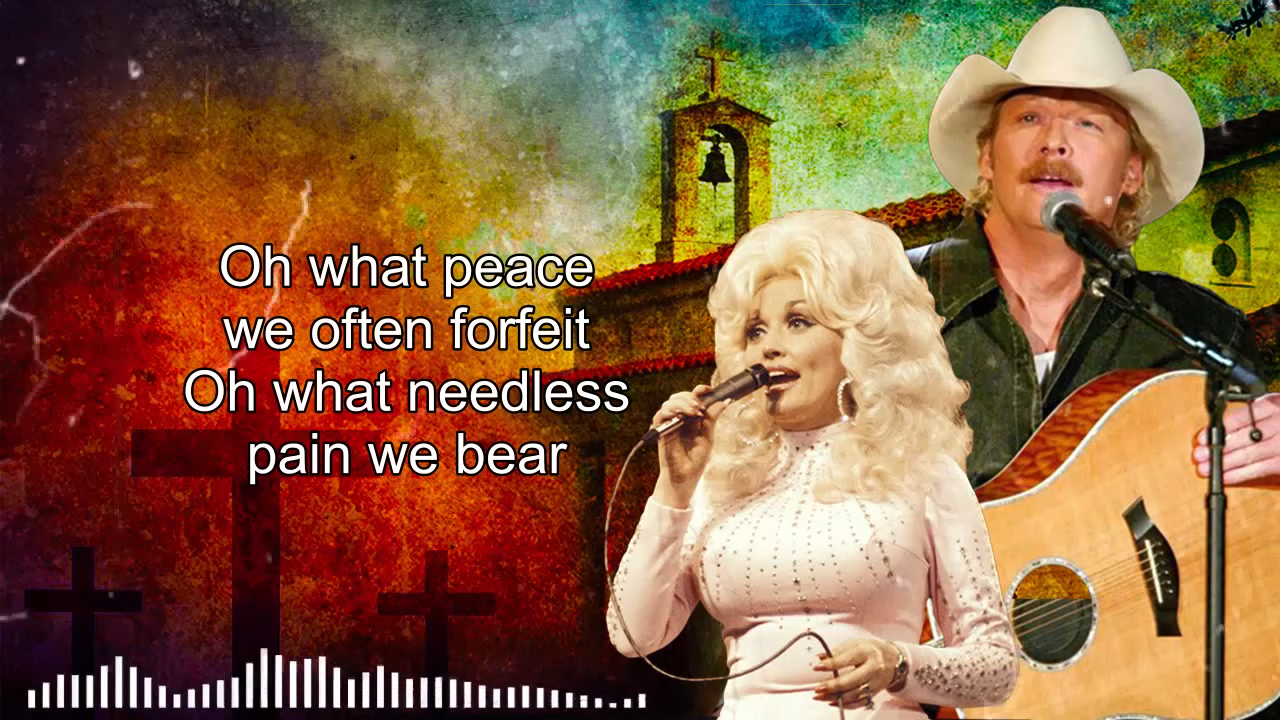 Oh what peace
we often forfeit
Oh what needless
pain we bear